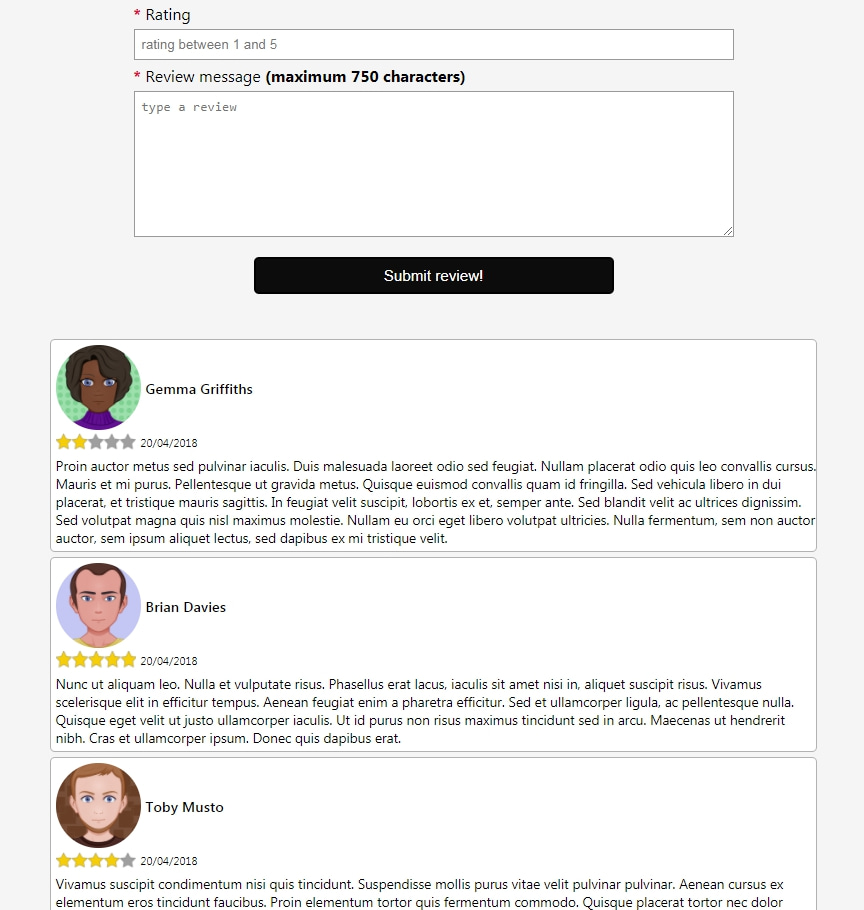 * Rating
rating between 1 and 5
* Review message (maximum 750 characters)
type a review
Submit review!
Gemma Griffiths
20/04/2018
Proin auctor metus sed pulvinar iaculis. Duis malesuada laoreet odio sed feugiat. Nullam placerat odio quis leo convallis cursus.
Mauris et mi purus. Pellentesque ut gravida metus. Quisque euismod convallis quam id fringilla. Sed vehicula libero in dui
placerat, et tristique mauris sagittis. In feugiat velit suscipit, lobortis ex et, semper ante. Sed blandit velit ac ultrices dignissim.
Sed volutpat magna quis nisl maximus molestie. Nullam eu orci eget libero volutpat ultricies. Nulla fermentum, sem non auctor
auctor, sem ipsum aliquet lectus, sed dapibus ex mi tristique velit.
Brian Davies
20/04/2018
Nunc ut aliquam leo. Nulla et vulputate risus. Phasellus erat lacus, iaculis sit amet nisi in, aliquet suscipit risus. Vivamus
scelerisque elit in efficitur tempus. Aenean feugiat enim a pharetra efficitur. Sed et ullamcorper ligula, ac pellentesque nulla.
Quisque eget velit ut justo ullamcorper iaculis. Ut id purus non risus maximus tincidunt sed in arcu. Maecenas ut hendrerit
nibh. Cras et ullamcorper ipsum. Donec quis dapibus erat.
Toby Musto
20/04/2018
Vivamus suscipit condimentum nisi quis tincidunt. Suspendisse mollis purus vitae velit pulvinar pulvinar. Aenean cursus ex
elementum eros tincidunt faucibus. Proin elementum tortor quis fermentum commodo. Quisque placerat tortor nec dolor